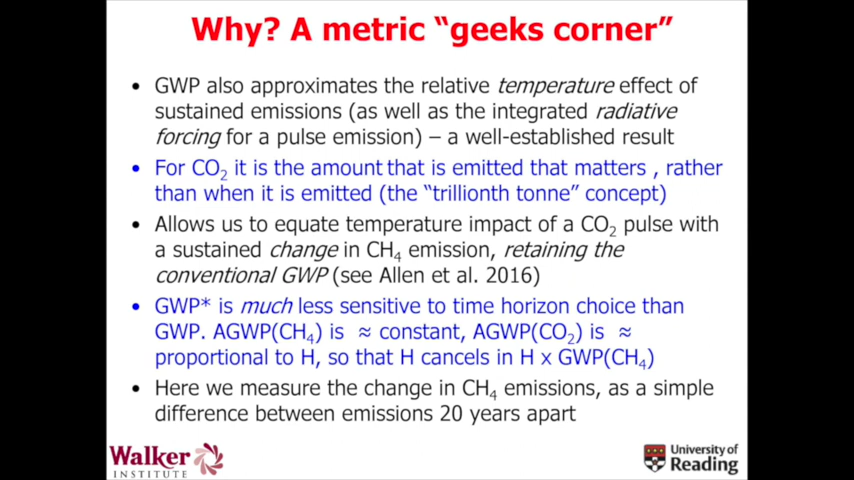 Why? A metric “geeks corner”
• GWP also approximates the relative temperature effect of
sustained emissions (as well as the integrated radiative
forcing for a pulse emission) – a well-established result
• For CO₂ it is the amount that is emitted that matters , rather
than when it is emitted (the “trillionth tonne” concept)
• Allows us to equate temperature impact of a CO₂ pulse with
a sustained change in CH₄ emission, retaining the
conventional GWP (see Allen et al. 2016)
• GWP* is much less sensitive to time horizon choice than
GWP. AGWP(CH₄) is ≈ constant, AGWP(CO₂) is ≈
proportional to H, so that H cancels in H x GWP(CH₄)
• Here we measure the change in CH₄ emissions, as a simple
difference between emissions 20 years apart
Walker
INSTITUTE
University of
Reading